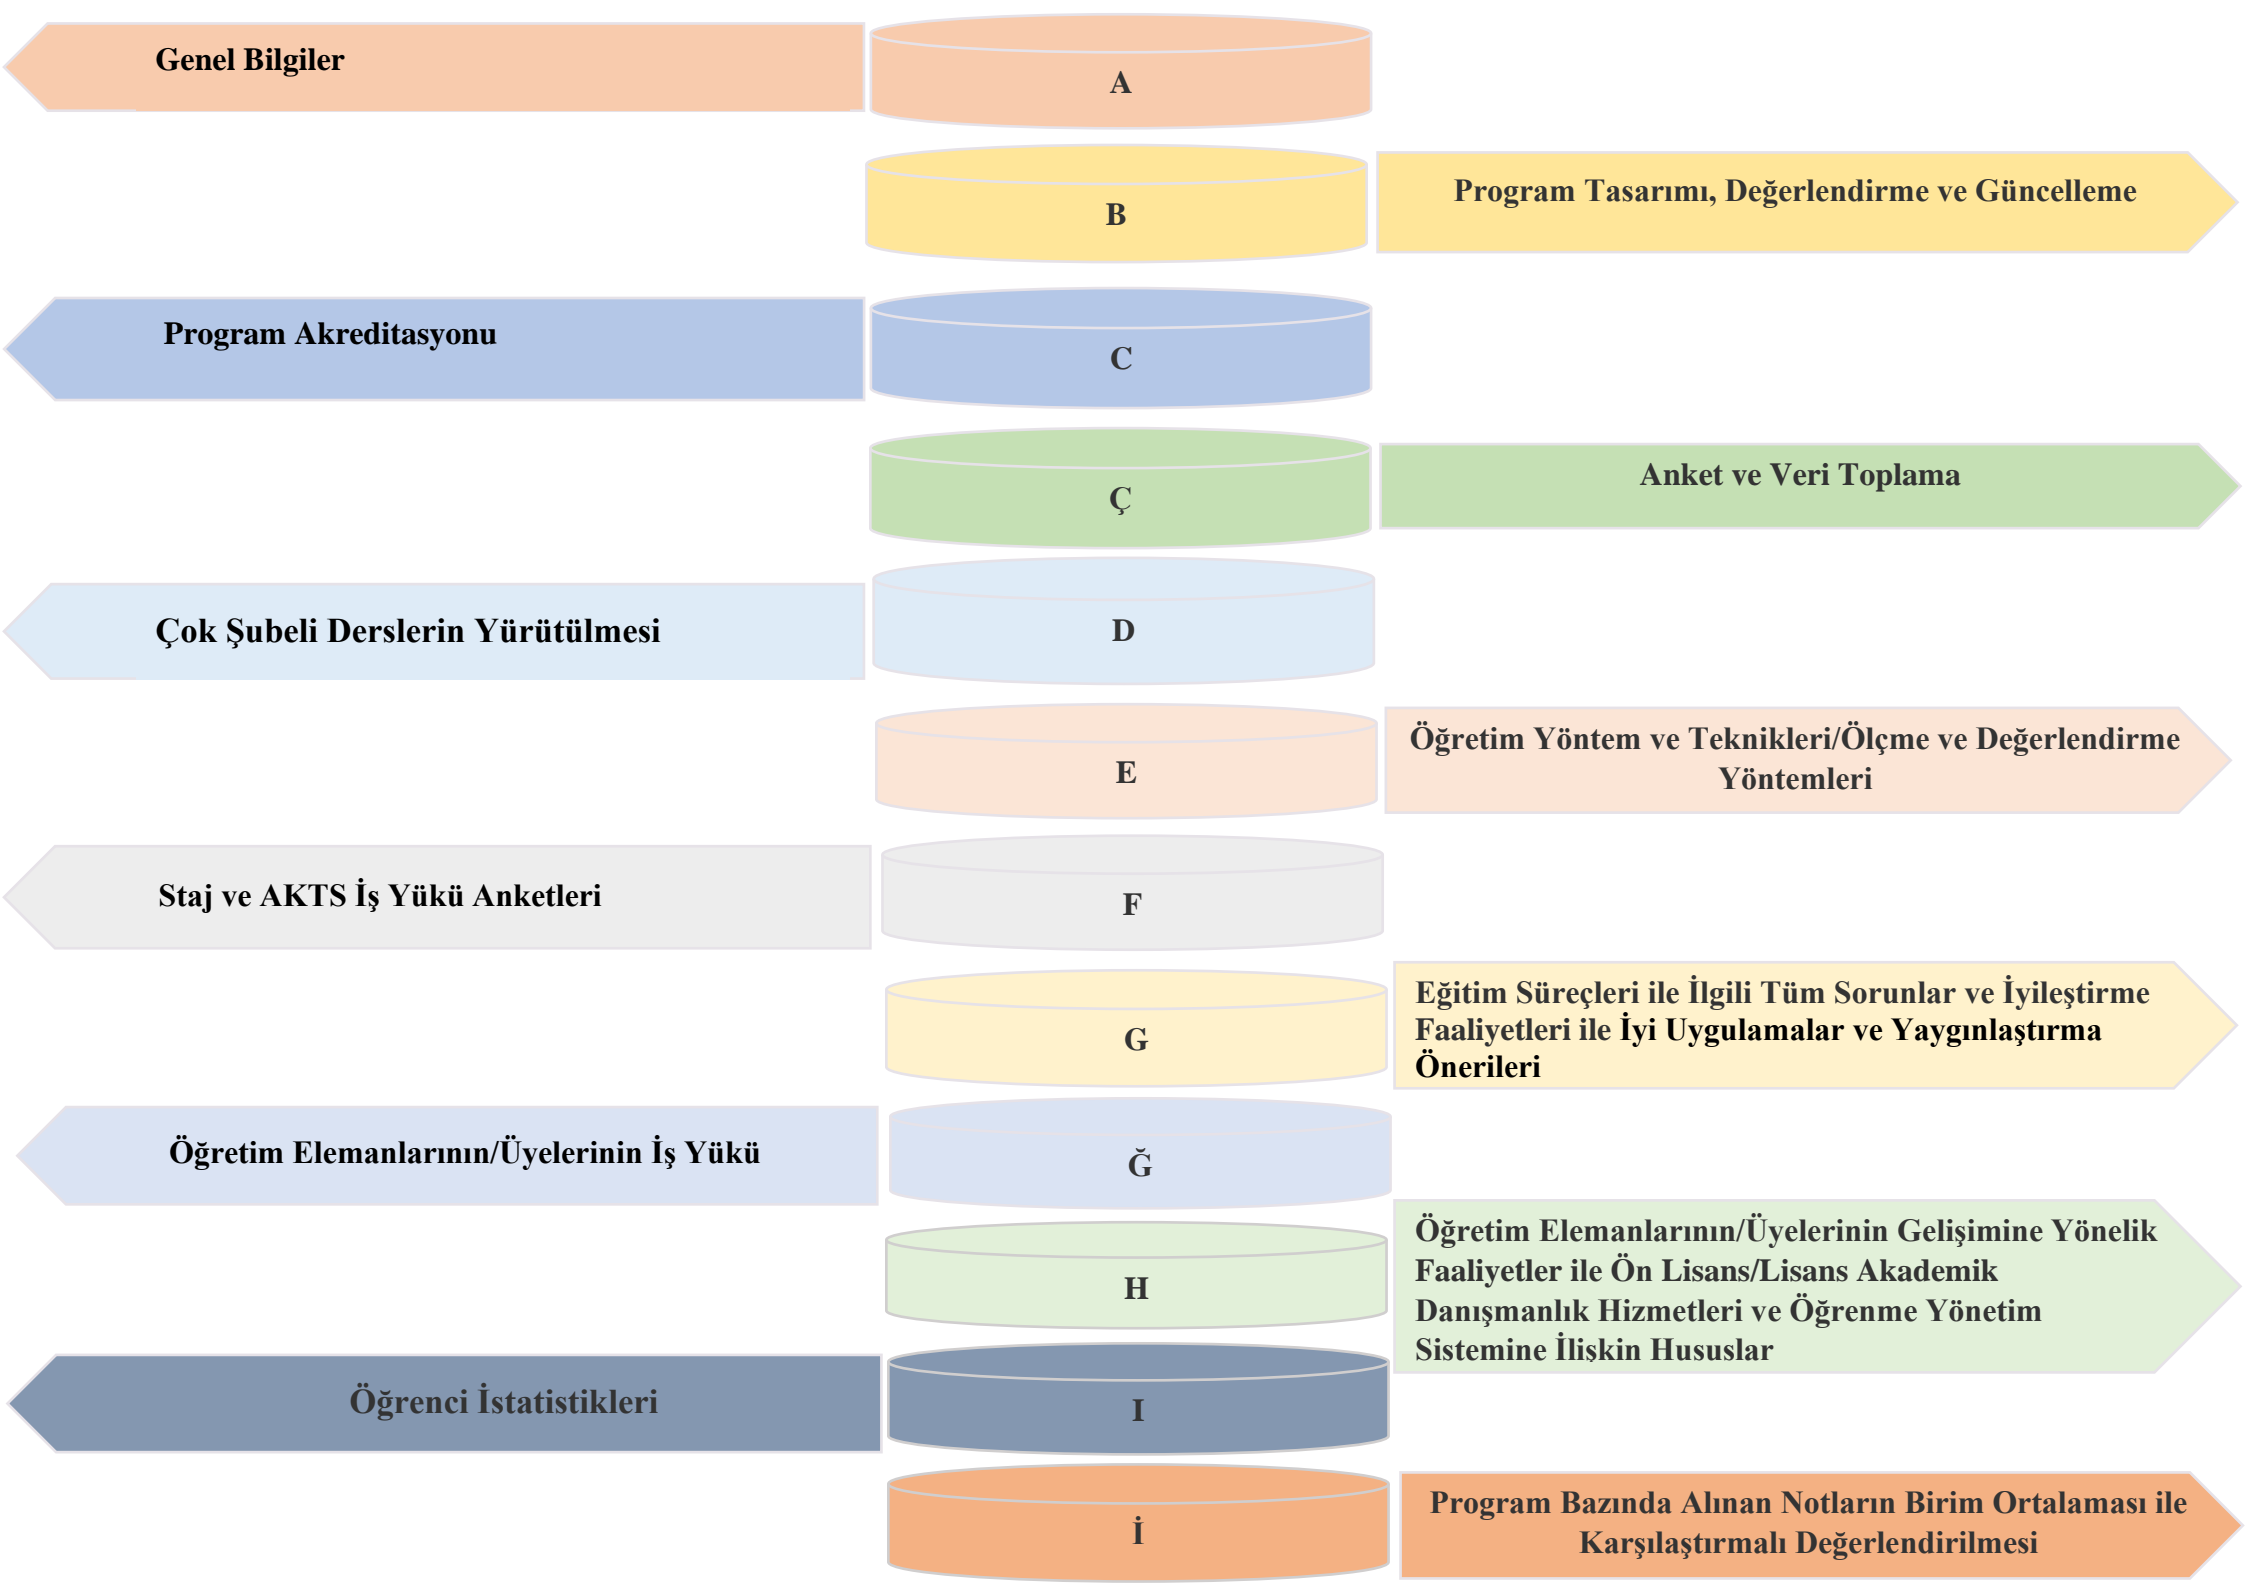 Genel Bilgiler
A
B
Program Tasarımı, Değerlendirme ve Güncelleme
Program Akreditasyonu
C
Ç
Anket ve Veri Toplama
Çok Şubeli Derslerin Yürütülmesi
D
E
Öğretim Yöntem ve Teknikleri/Ölçme ve Değerlendirme
Yöntemleri
Staj ve AKTS İş Yükü Anketleri
F
G
Eğitim Süreçleri ile İlgili Tüm Sorunlar ve İyileştirme
Faaliyetleri ile İyi Uygulamalar ve Yaygınlaştırma
Önerileri
Öğretim Elemanlarının/Üyelerinin İş Yükü
Ğ
H
Öğretim Elemanlarının/Üyelerinin Gelişimine Yönelik
Faaliyetler ile Ön Lisans/Lisans Akademik
Danışmanlık Hizmetleri ve Öğrenme Yönetim
Sistemine İlişkin Hususlar
Öğrenci İstatistikleri
I
İ
Program Bazında Alınan Notların Birim Ortalaması ile
Karşılaştırmalı Değerlendirilmesi